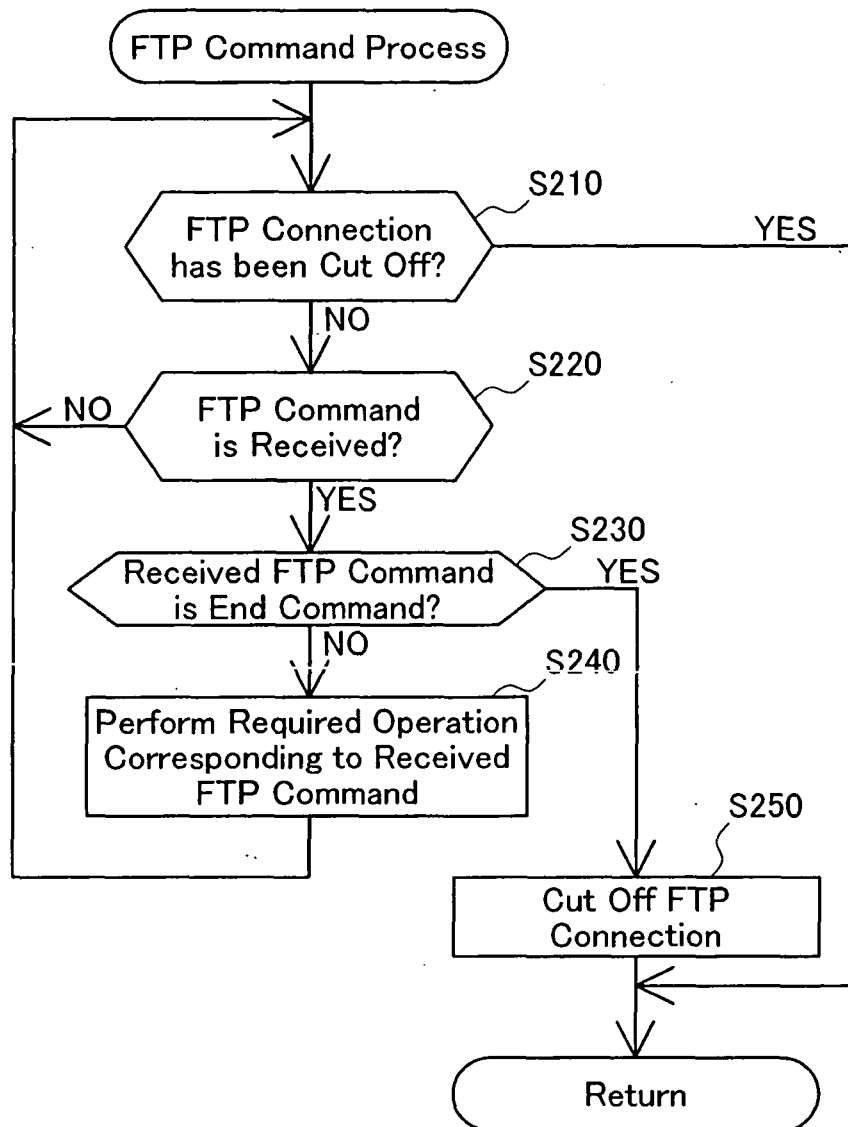 FTP Command Process
S210
FTP Connection
has been Cut Off?
YES
NO
S220
FTP Command
is Received?
NO
YES
S230
Received FTP Command
is End Command?
YES
NO
S240
Perform Required Operation
Corresponding to Received
FTP Command
S250
Cut Off FTP
Connection
Return